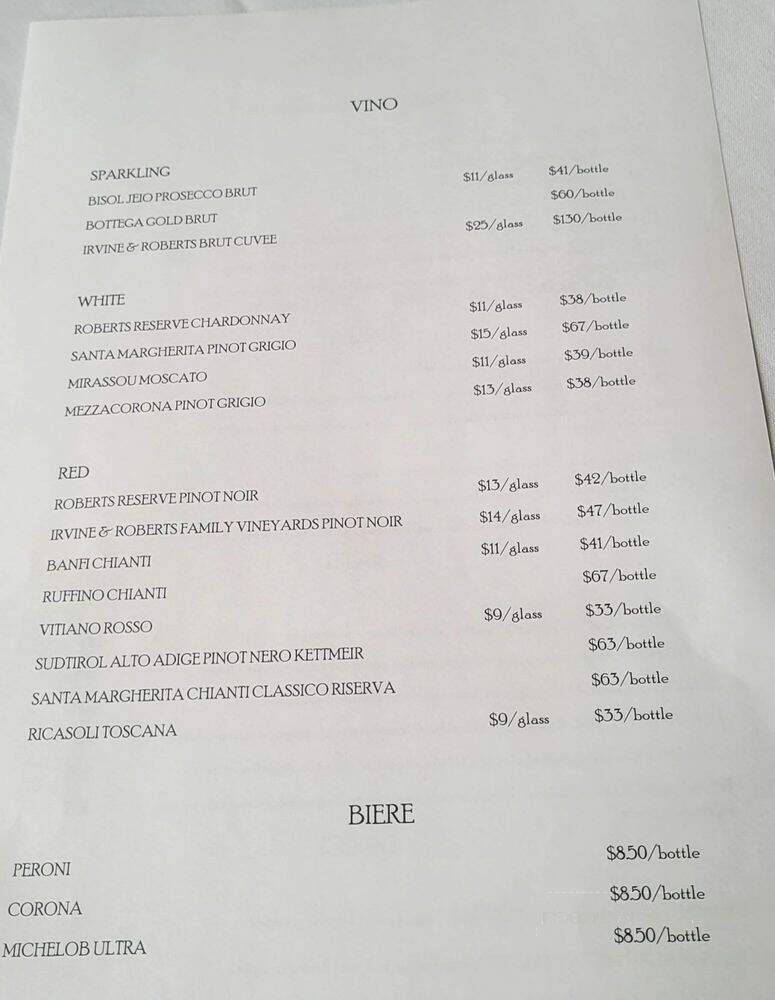 VINO
SPARKLING
BISOL JEIO PROSECCO BRUT $11/glass $41/bottle
BOTTEGA GOLD BRUT $60/bottle
IRVINE & ROBERTS BRUT CUVEE $25/glass $130/bottle
WHITE
ROBERTS RESERVE CHARDONNAY $11/glass $38/bottle
SANTA MARGHERITA PINOT GRIGIO $15/glass $67/bottle
MIRASSOU MOSCATO $11/glass $39/bottle
MEZZACORONA PINOT GRIGIO $13/glass $38/bottle
RED
ROBERTS RESERVE PINOT NOIR $13/glass $42/bottle
IRVINE & ROBERTS FAMILY VINEYARDS PINOT NOIR $14/glass $47/bottle
BANFI CHIANTI $11/glass $41/bottle
RUFFINO CHIANTI $67/bottle
VITIANO ROSSO $9/glass $33/bottle
SUDTIROL ALTO ADIGE PINOT NERO KETTMEIR $63/bottle
SANTA MARGHERITA CHIANTI CLASSICO RISERVA $63/bottle
RICASOLI TOSCANA $9/glass $33/bottle
BIERE
PERONI $8.50/bottle
CORONA $8.50/bottle
MICHELOB ULTRA $8.50/bottle